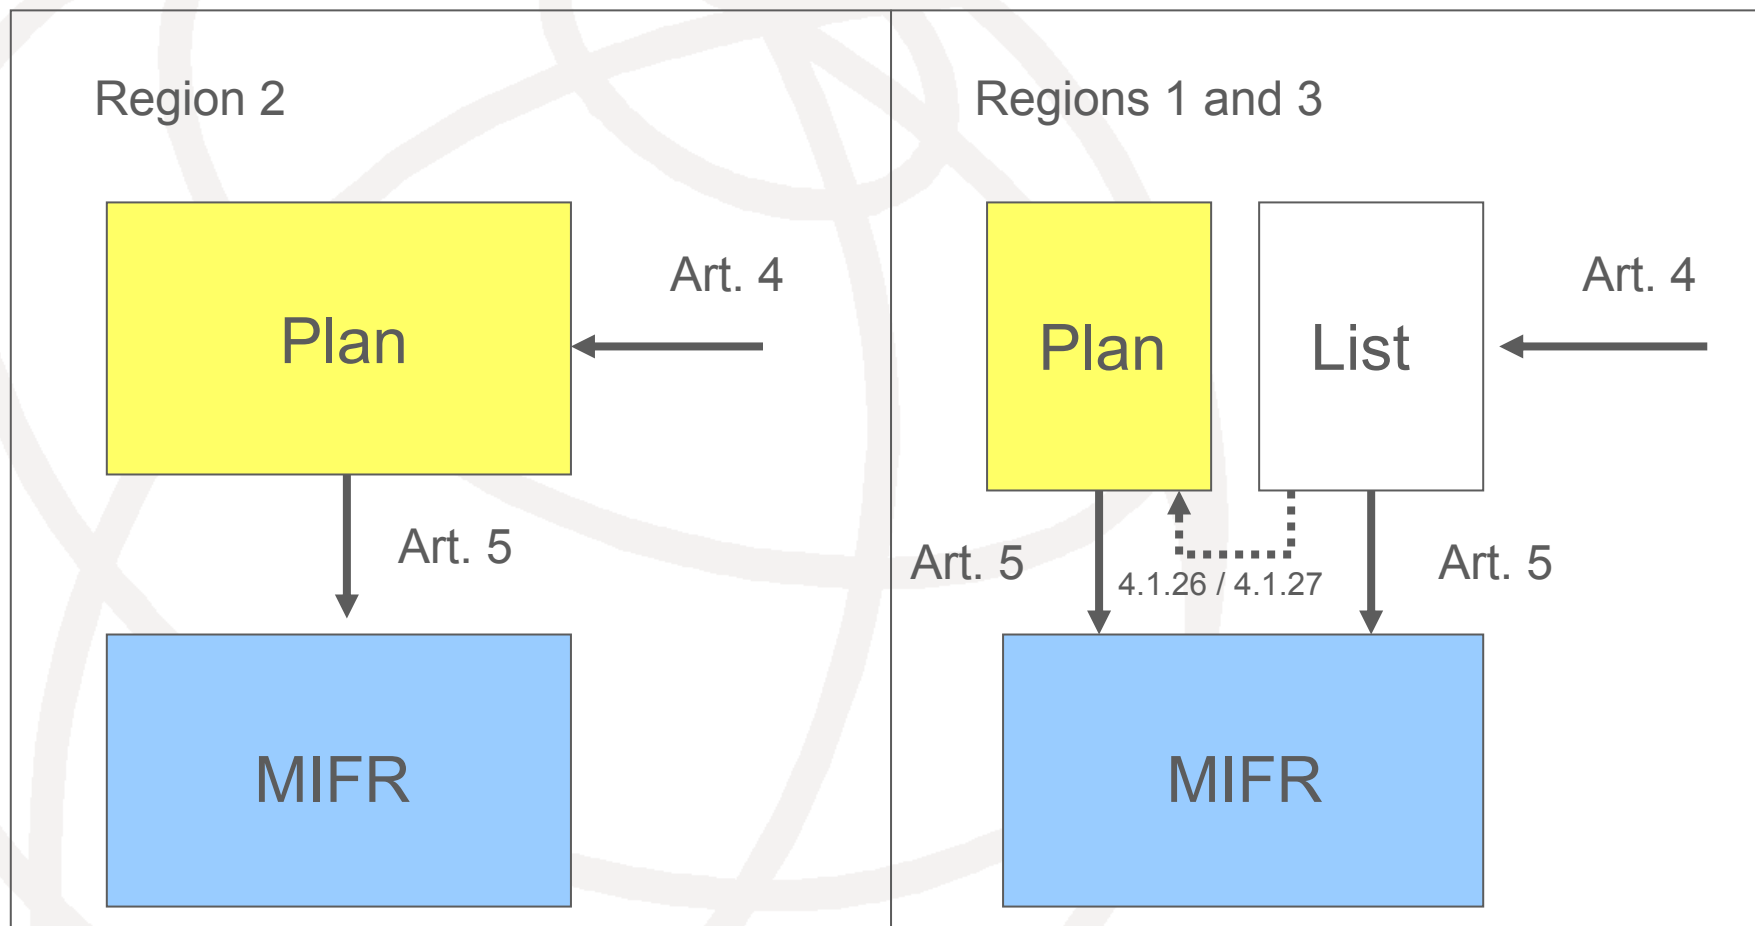 Region 2
Plan
Art. 4
Art. 5
MIFR
Regions 1 and 3
Plan
List
Art. 4
Art. 5
4.1.26 / 4.1.27
Art. 5
MIFR